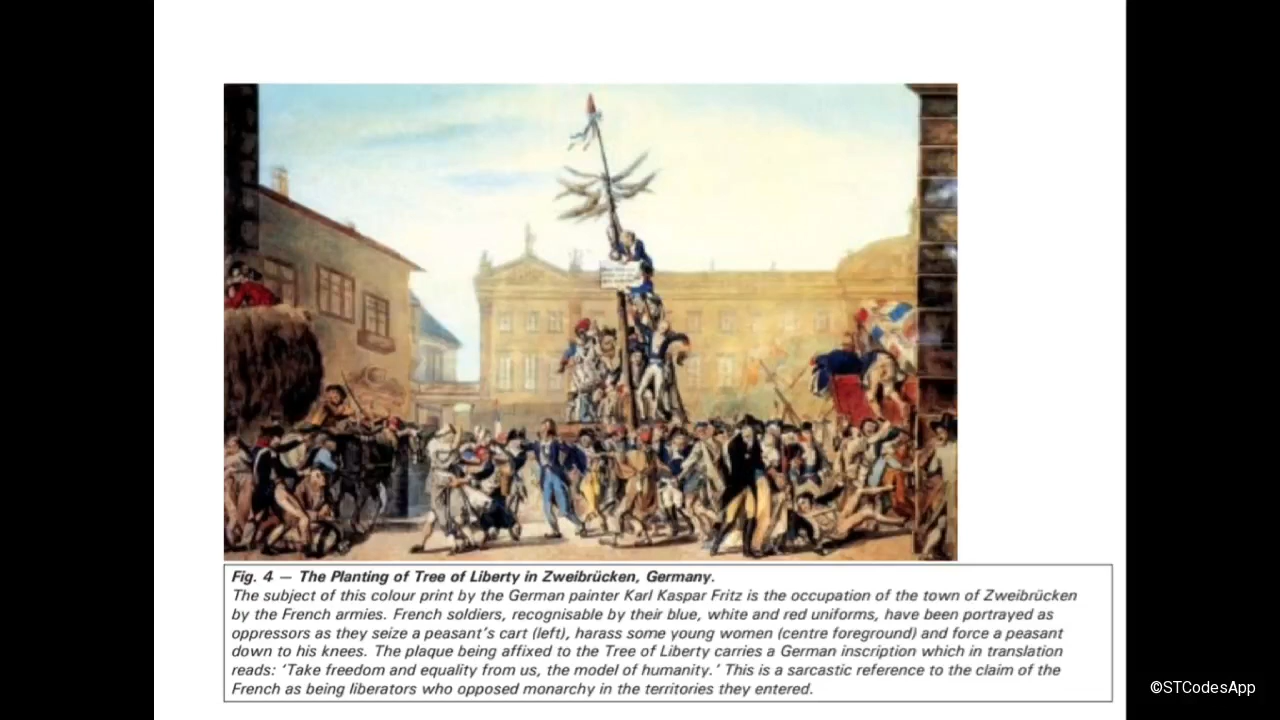 Fig. 4 — The Planting of Tree of Liberty in Zweibrücken, Germany.
The subject of this colour print by the German painter Karl Kaspar Fritz is the occupation of the town of Zweibrücken
by the French armies. French soldiers, recognisable by their blue, white and red uniforms, have been portrayed as
oppressors as they seize a peasant's cart (left), harass some young women (centre foreground) and force a peasant
down to his knees. The plaque being affixed to the Tree of Liberty carries a German inscription which in translation
reads: 'Take freedom and equality from us, the model of humanity.' This is a sarcastic reference to the claim of the
French as being liberators who opposed monarchy in the territories they entered.
©STCodesApp